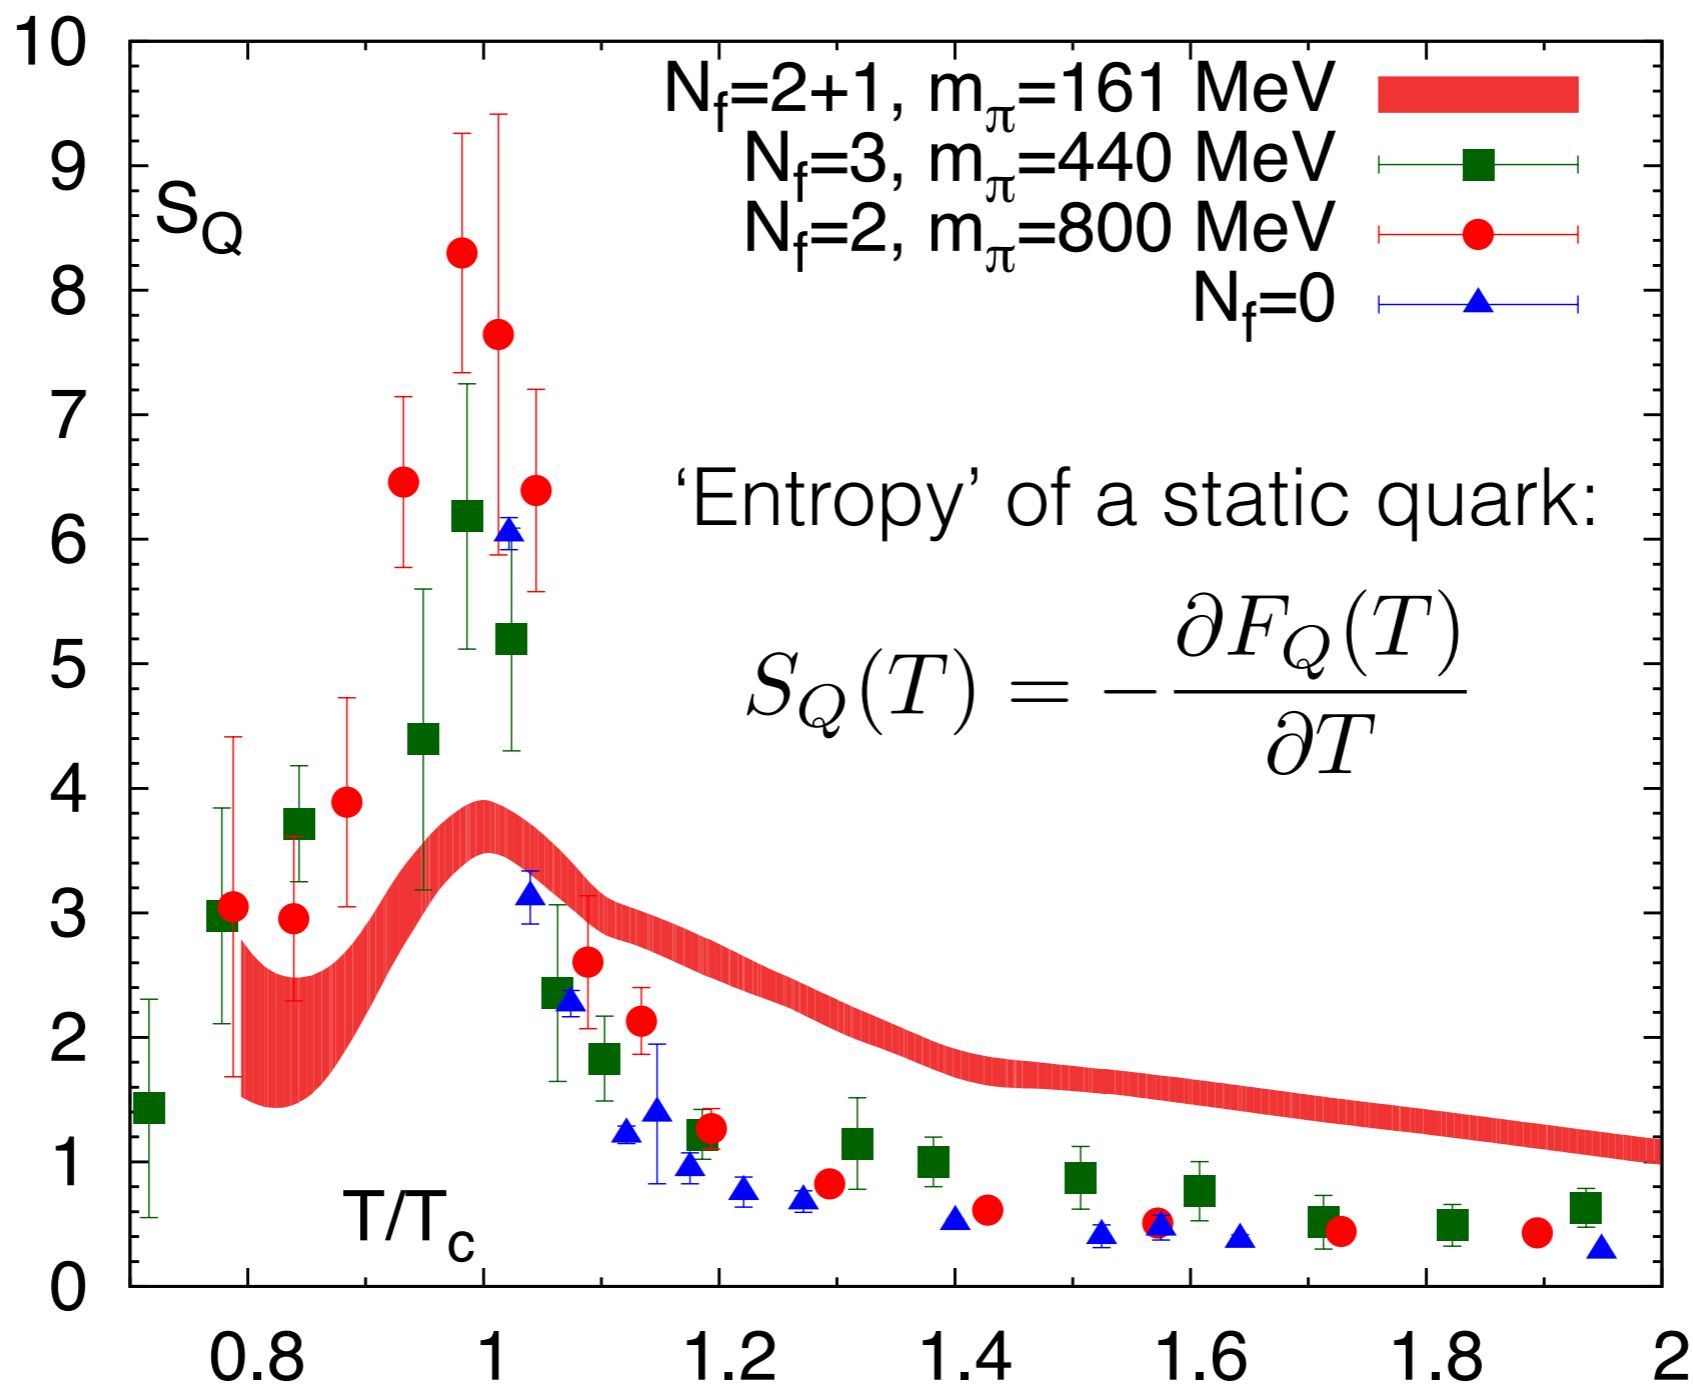 10
9
8
7
6
5
4
3
2
1
0
S_Q
N_f=2+1, m_π=161 MeV
N_f=3, m_π=440 MeV
N_f=2, m_π=800 MeV
N_f=0
‘Entropy’ of a static quark:
S_Q(T) = −∂F_Q(T)/∂T
T/T_c
0.8 1 1.2 1.4 1.6 1.8 2